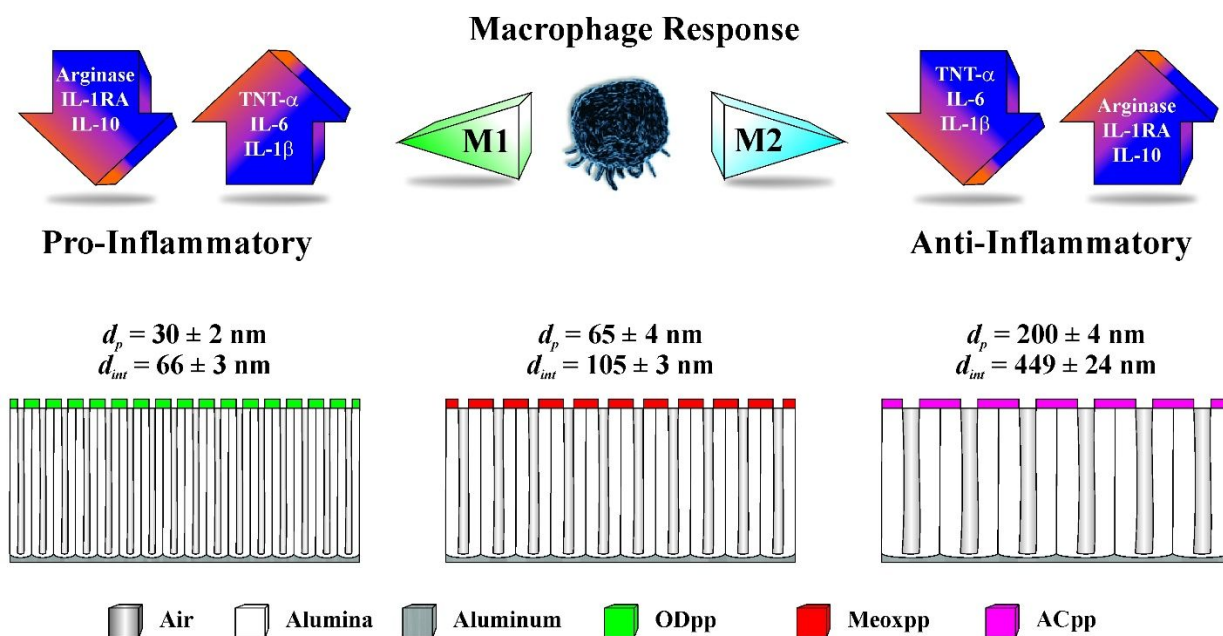 Macrophage Response
Arginase
IL-1RA
IL-10
TNT-α
IL-6
IL-1β
M1
M2
TNT-α
IL-6
IL-1β
Arginase
IL-1RA
IL-10
Pro-Inflammatory
Anti-Inflammatory
dp = 30 ± 2 nm
dint = 66 ± 3 nm
dp = 65 ± 4 nm
dint = 105 ± 3 nm
dp = 200 ± 4 nm
dint = 449 ± 24 nm
Air
Alumina
Aluminum
ODpp
Meoxpp
ACpp